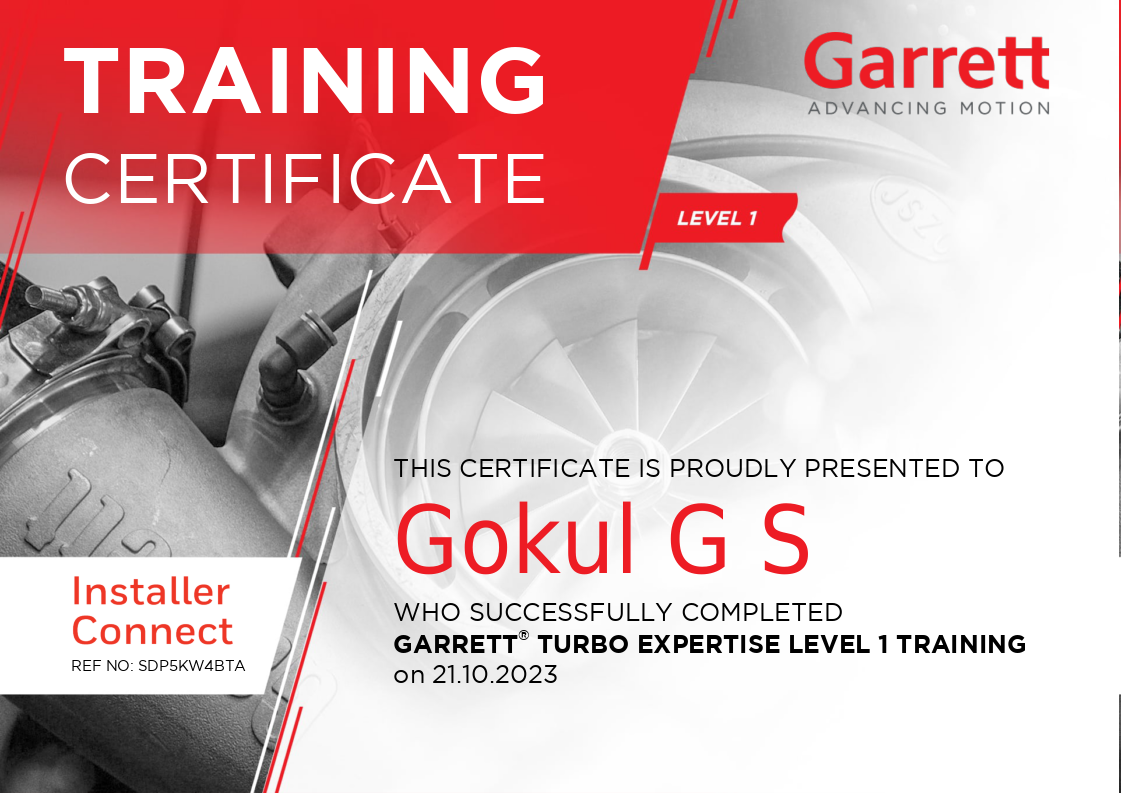 TRAINING
CERTIFICATE
Garrett
ADVANCING MOTION
LEVEL 1
JSZ
THIS CERTIFICATE IS PROUDLY PRESENTED TO
Gokul G S
WHO SUCCESSFULLY COMPLETED
GARRETT® TURBO EXPERTISE LEVEL 1 TRAINING
on 21.10.2023
Installer
Connect
REF NO: SDP5KW4BTA